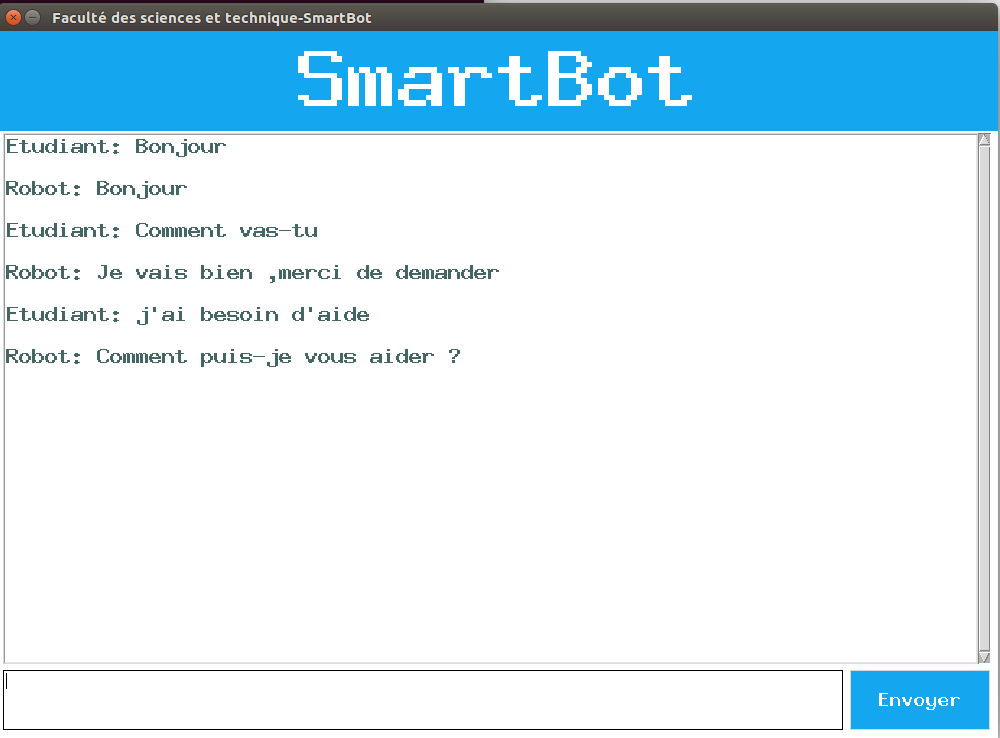 Faculté des sciences et technique-SmartBot
SmartBot
Etudiant: Bonjour
Robot: Bonjour
Etudiant: Comment vas-tu
Robot: Je vais bien ,merci de demander
Etudiant: j'ai besoin d'aide
Robot: Comment puis-je vous aider ?
Envoyer